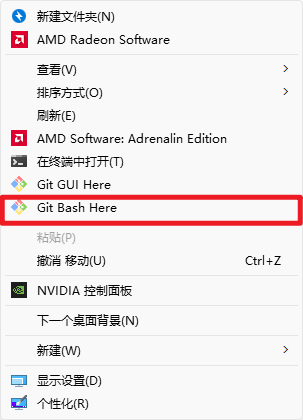 新建文件夹(N)
AMD Radeon Software
查看(V)
排序方式(O)
刷新(E)
AMD Software: Adrenalin Edition
在终端中打开(T)
Git GUI Here
Git Bash Here
粘贴(P)
撤消 移动(U) Ctrl+Z
NVIDIA 控制面板
下一个桌面背景(N)
新建(W)
显示设置(D)
个性化(R)